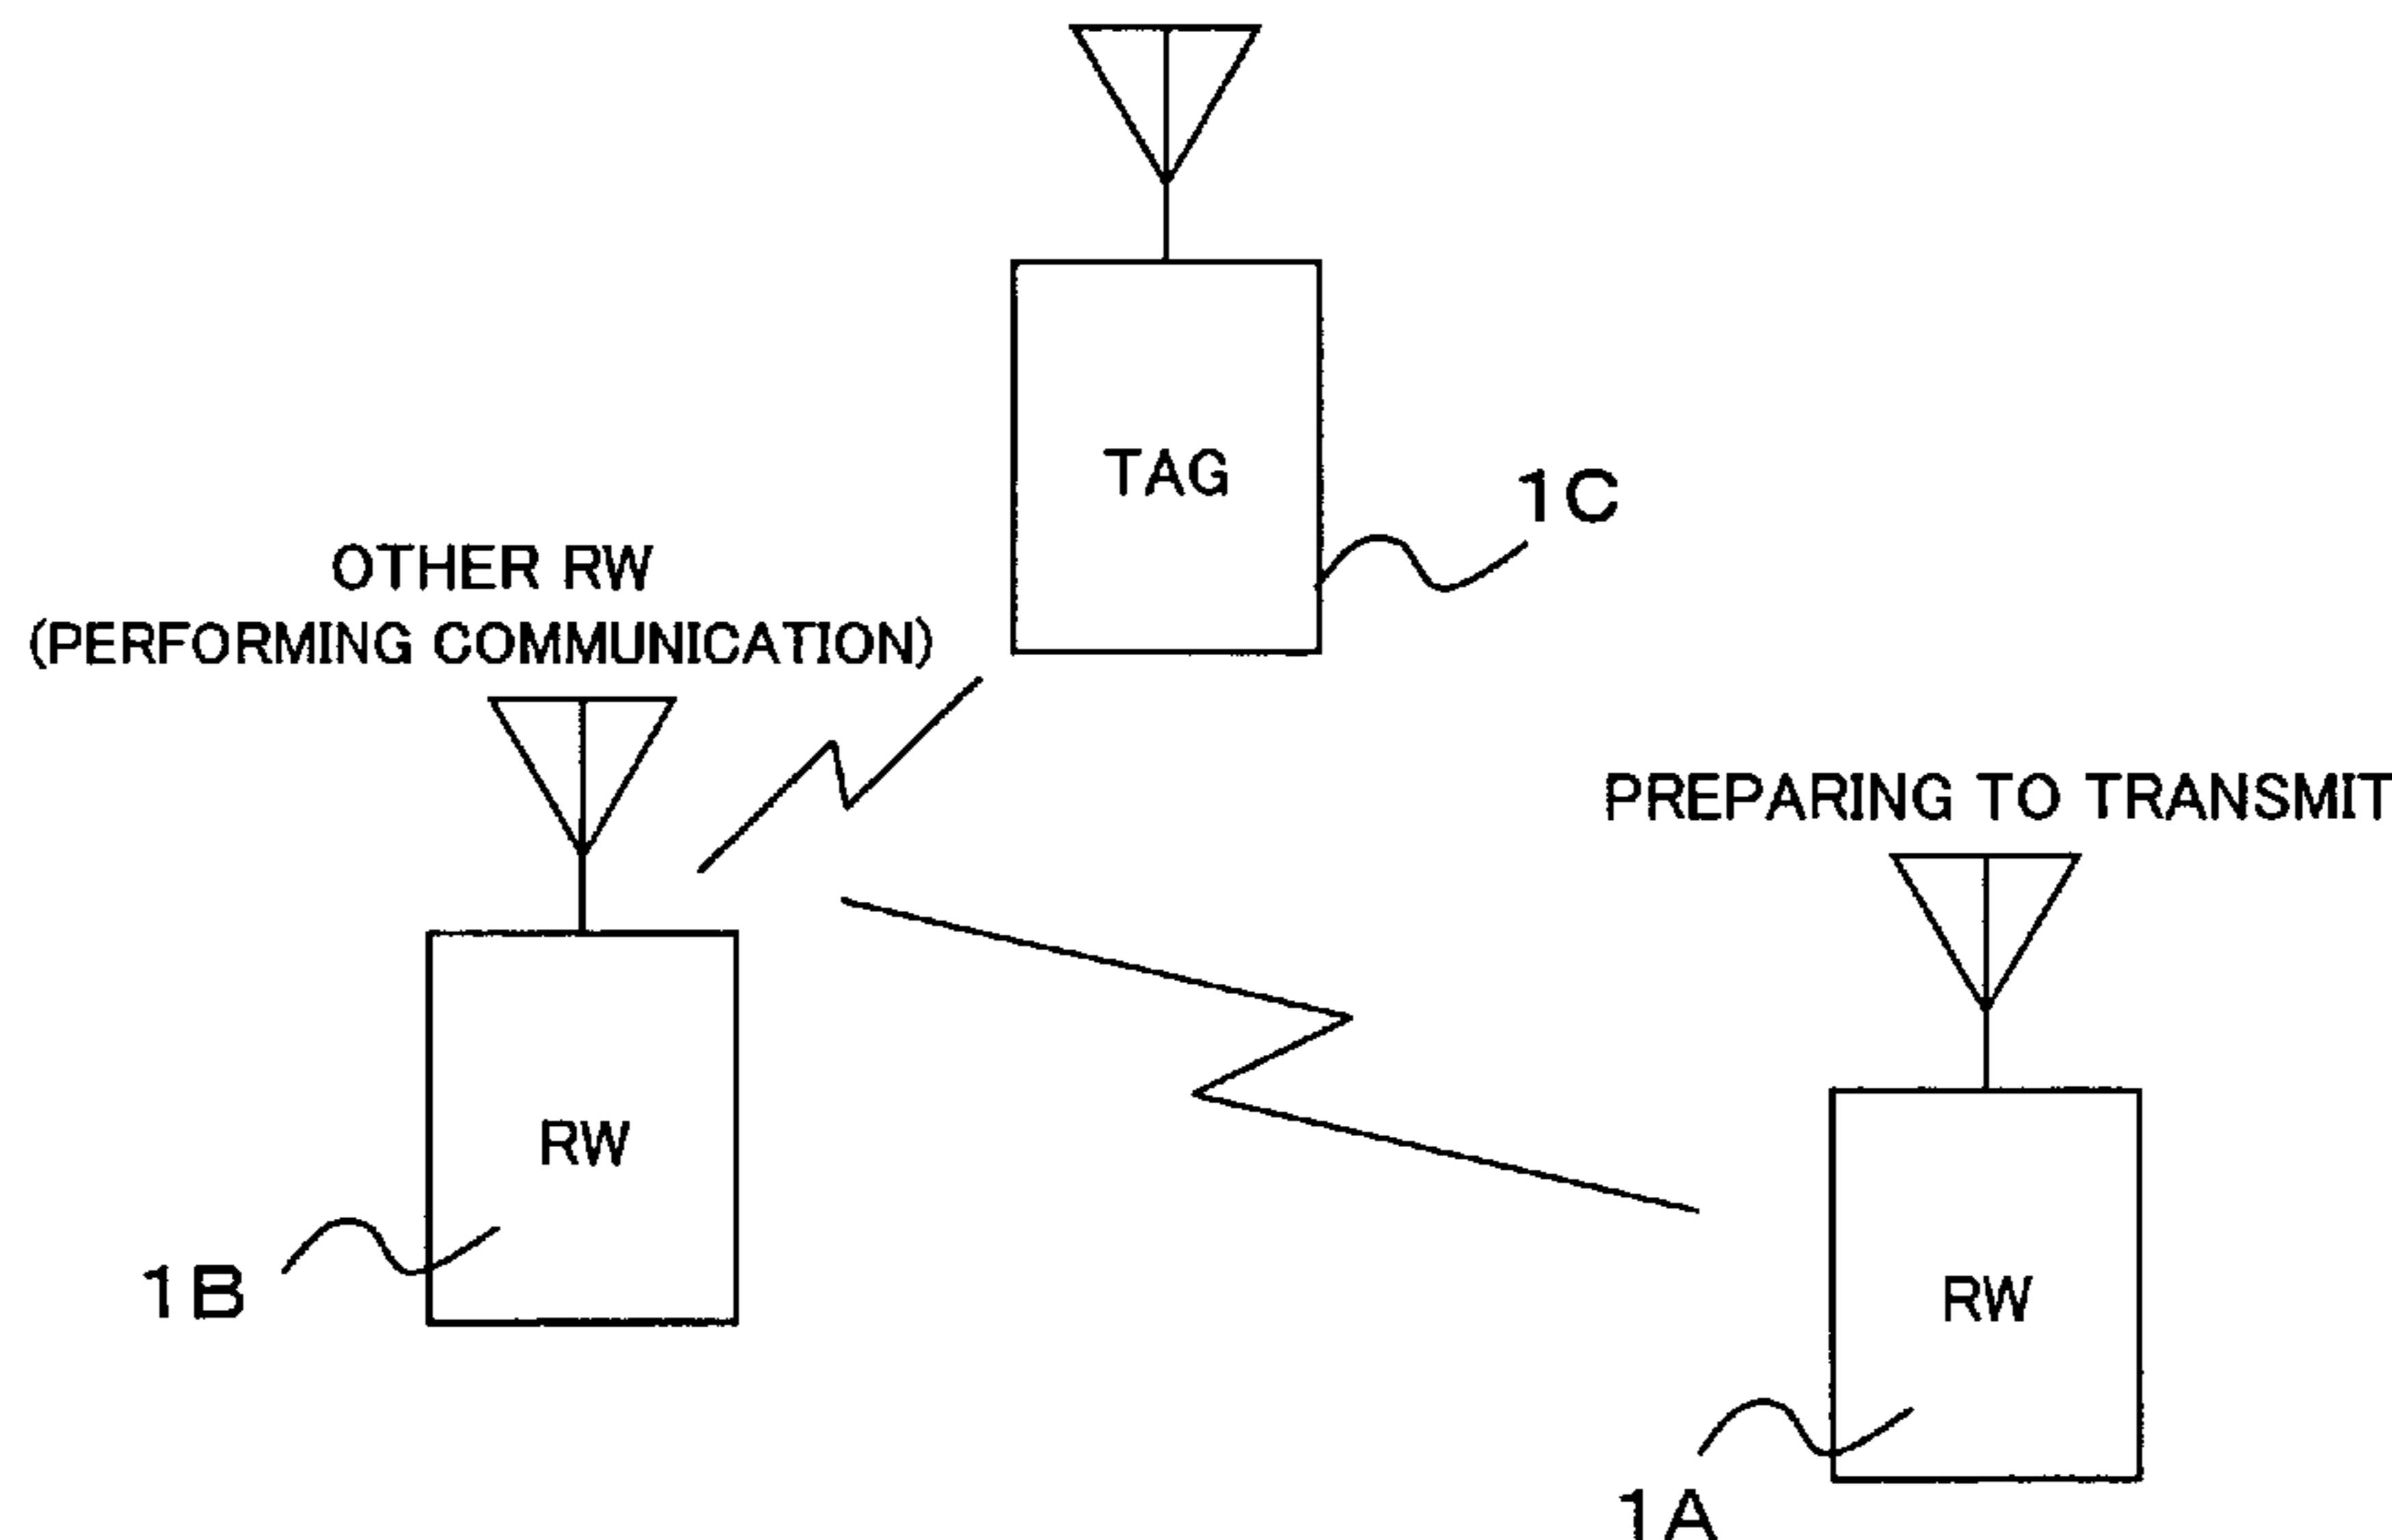 TAG
1C
OTHER RW
(PERFORMING COMMUNICATION)
PREPARING TO TRANSMIT
RW
1B
RW
1A